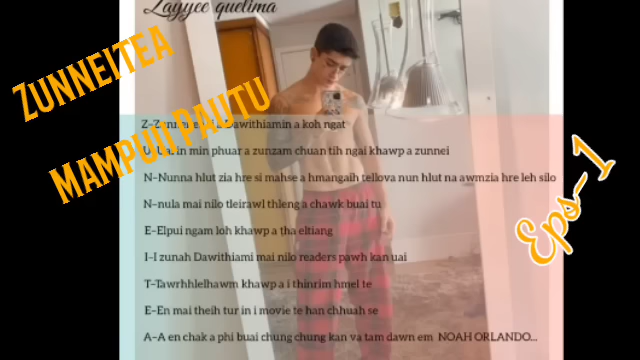 Zayyee quelima
ZUNNEITEA
MAMPUII PAUTU
Dawithiamin a koh ngat
in min phuar a zunzam chuan tih ngai khawp a zunnei
N–Nunna hlut zia hre si mahse a hmangaih tellova nun hlut na awmzia hre leh silo
N–nula mai nilo tleirawl thleng a chawk buai tu
E–Elpui ngam loh khawp a tha eltiang
I–I zunah Dawithiami mai nilo readers pawh kan uai
T–Tawrhhlelhawm khawp a i thinrim hmel te
E–En mai theih tur in i movie te han chhuah se
A–A en chak a phi buai chung chung kan va tam dawn em NOAH ORLANDO...
Eps-1